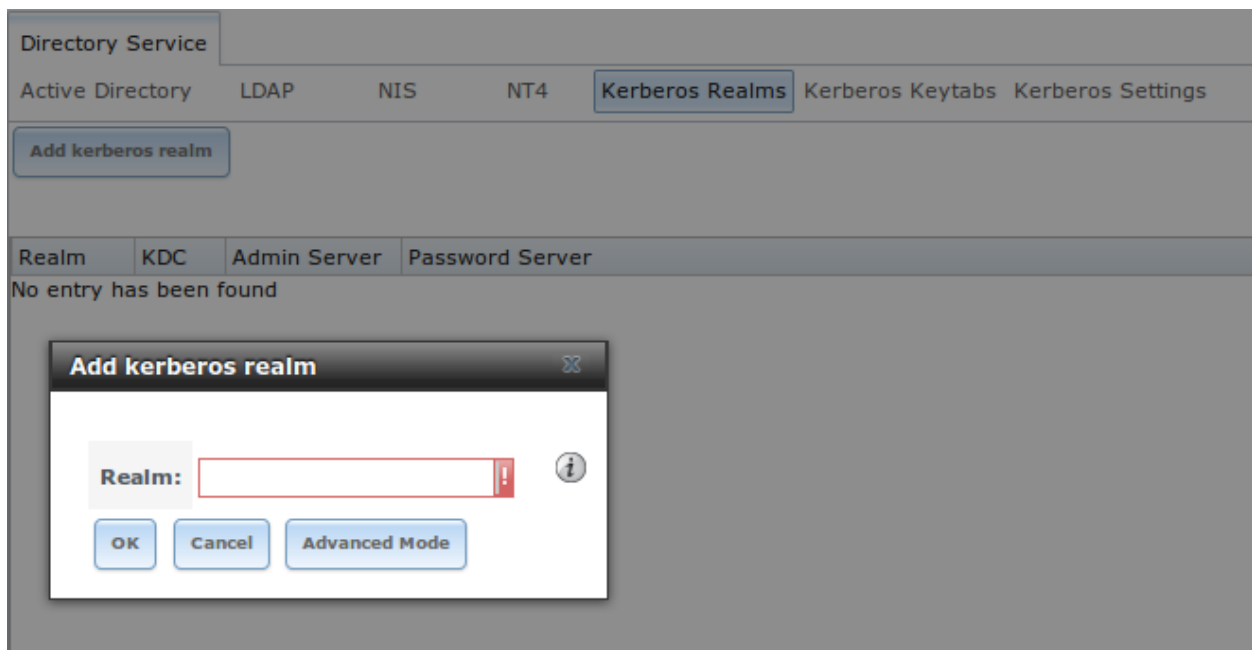 Directory Service
Active Directory LDAP NIS NT4 Kerberos Realms Kerberos Keytabs Kerberos Settings
Add kerberos realm
Realm KDC Admin Server Password Server
No entry has been found
Add kerberos realm
Realm: ! i
OK Cancel Advanced Mode